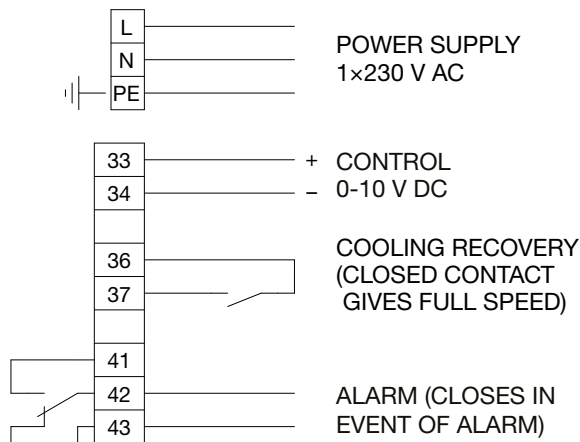 L
N
PE
POWER SUPPLY
1×230 V AC
33
34
+ CONTROL
– 0-10 V DC
36
37
COOLING RECOVERY
(CLOSED CONTACT
GIVES FULL SPEED)
41
42
43
ALARM (CLOSES IN
EVENT OF ALARM)